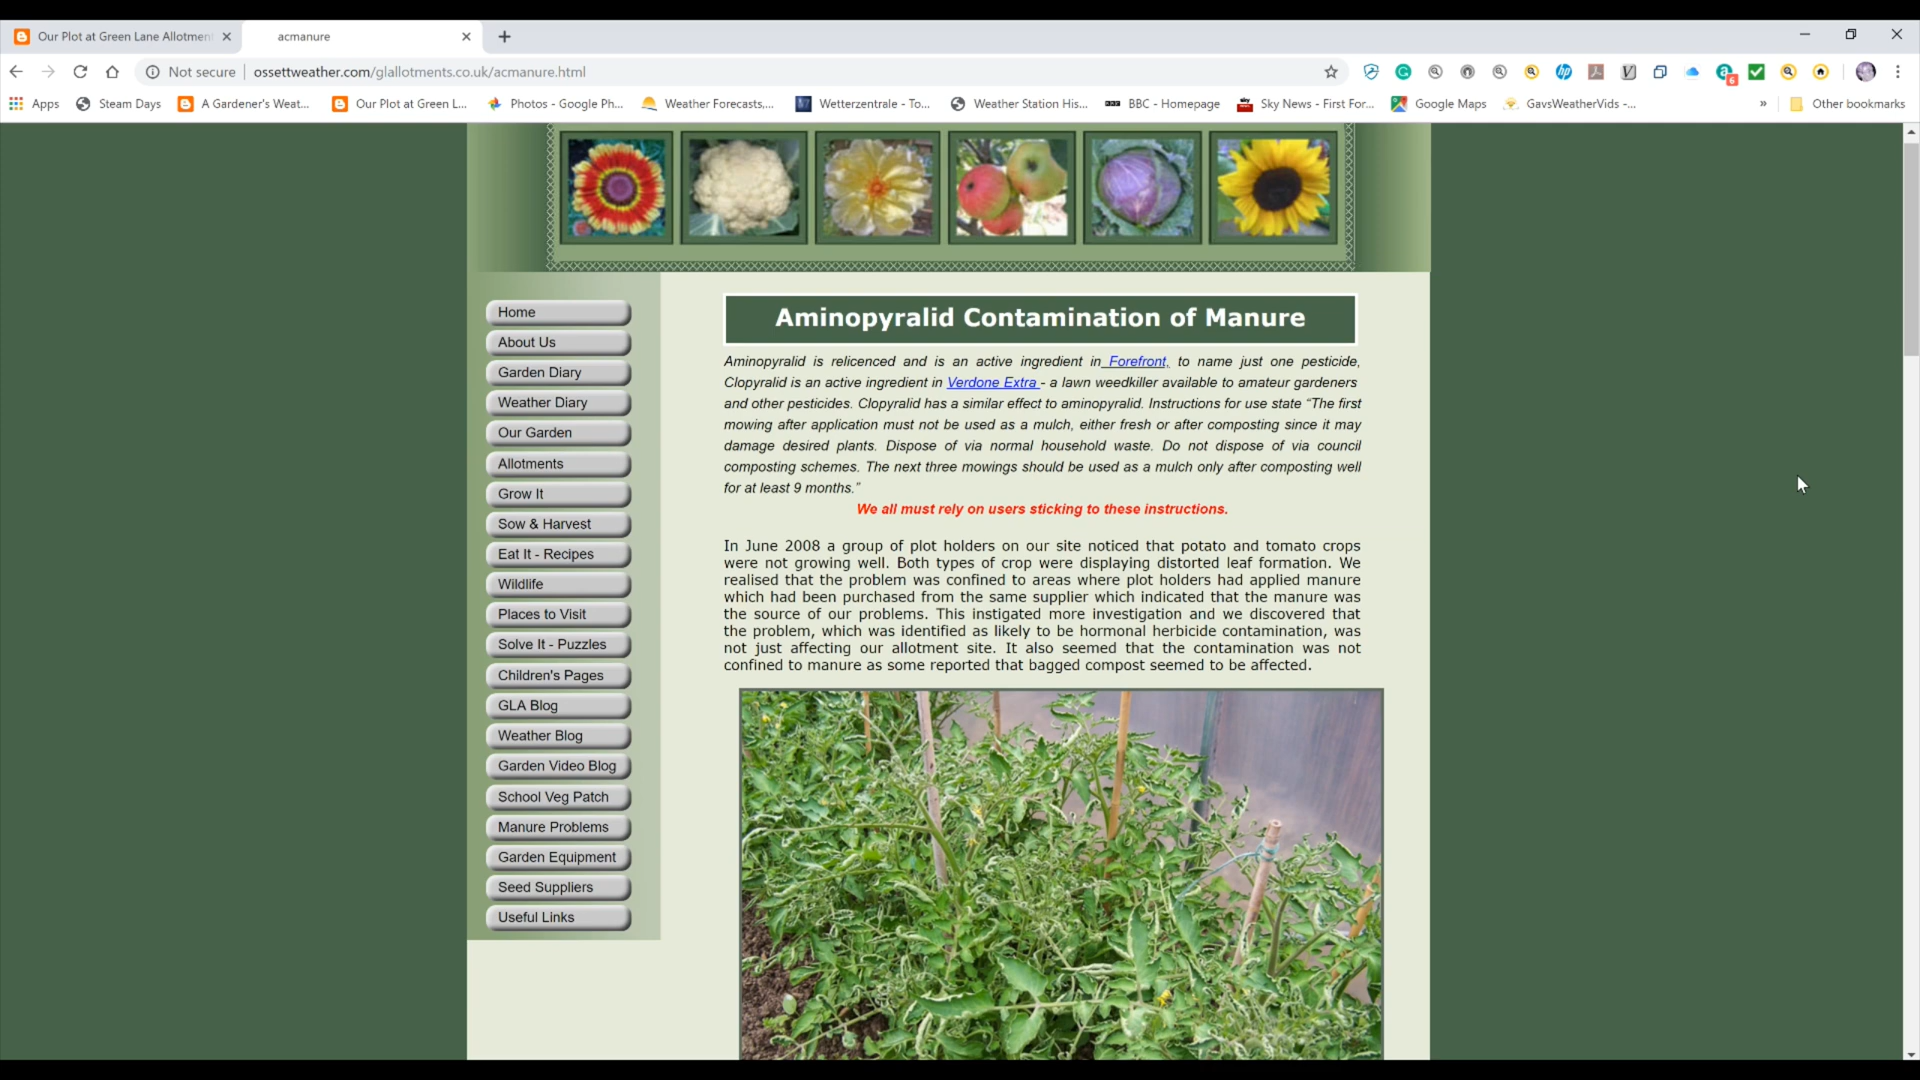 Our Plot at Green Lane Allotmen
acmanure
Not secure
ossettweather.com/glallotments.co.uk/acmanure.html
6
Apps
Steam Days
A Gardener's Weat...
Our Plot at Green L...
Photos - Google Ph...
Weather Forecasts,...
Wetterzentrale - To...
Weather Station His...
BBC - Homepage
Sky News - First For...
Google Maps
GavsWeatherVids -...
»
Other bookmarks
Home
About Us
Garden Diary
Weather Diary
Our Garden
Allotments
Grow It
Sow & Harvest
Eat It - Recipes
Wildlife
Places to Visit
Solve It - Puzzles
Children's Pages
GLA Blog
Weather Blog
Garden Video Blog
School Veg Patch
Manure Problems
Garden Equipment
Seed Suppliers
Useful Links
Aminopyralid Contamination of Manure
Aminopyralid is relicenced and is an active ingredient in Forefront, to name just one pesticide,
Clopyralid is an active ingredient in Verdone Extra - a lawn weedkiller available to amateur gardeners
and other pesticides. Clopyralid has a similar effect to aminopyralid. Instructions for use state “The first
mowing after application must not be used as a mulch, either fresh or after composting since it may
damage desired plants. Dispose of via normal household waste. Do not dispose of via council
composting schemes. The next three mowings should be used as a mulch only after composting well
for at least 9 months.”
We all must rely on users sticking to these instructions.
In June 2008 a group of plot holders on our site noticed that potato and tomato crops
were not growing well. Both types of crop were displaying distorted leaf formation. We
realised that the problem was confined to areas where plot holders had applied manure
which had been purchased from the same supplier which indicated that the manure was
the source of our problems. This instigated more investigation and we discovered that
the problem, which was identified as likely to be hormonal herbicide contamination, was
not just affecting our allotment site. It also seemed that the contamination was not
confined to manure as some reported that bagged compost seemed to be affected.